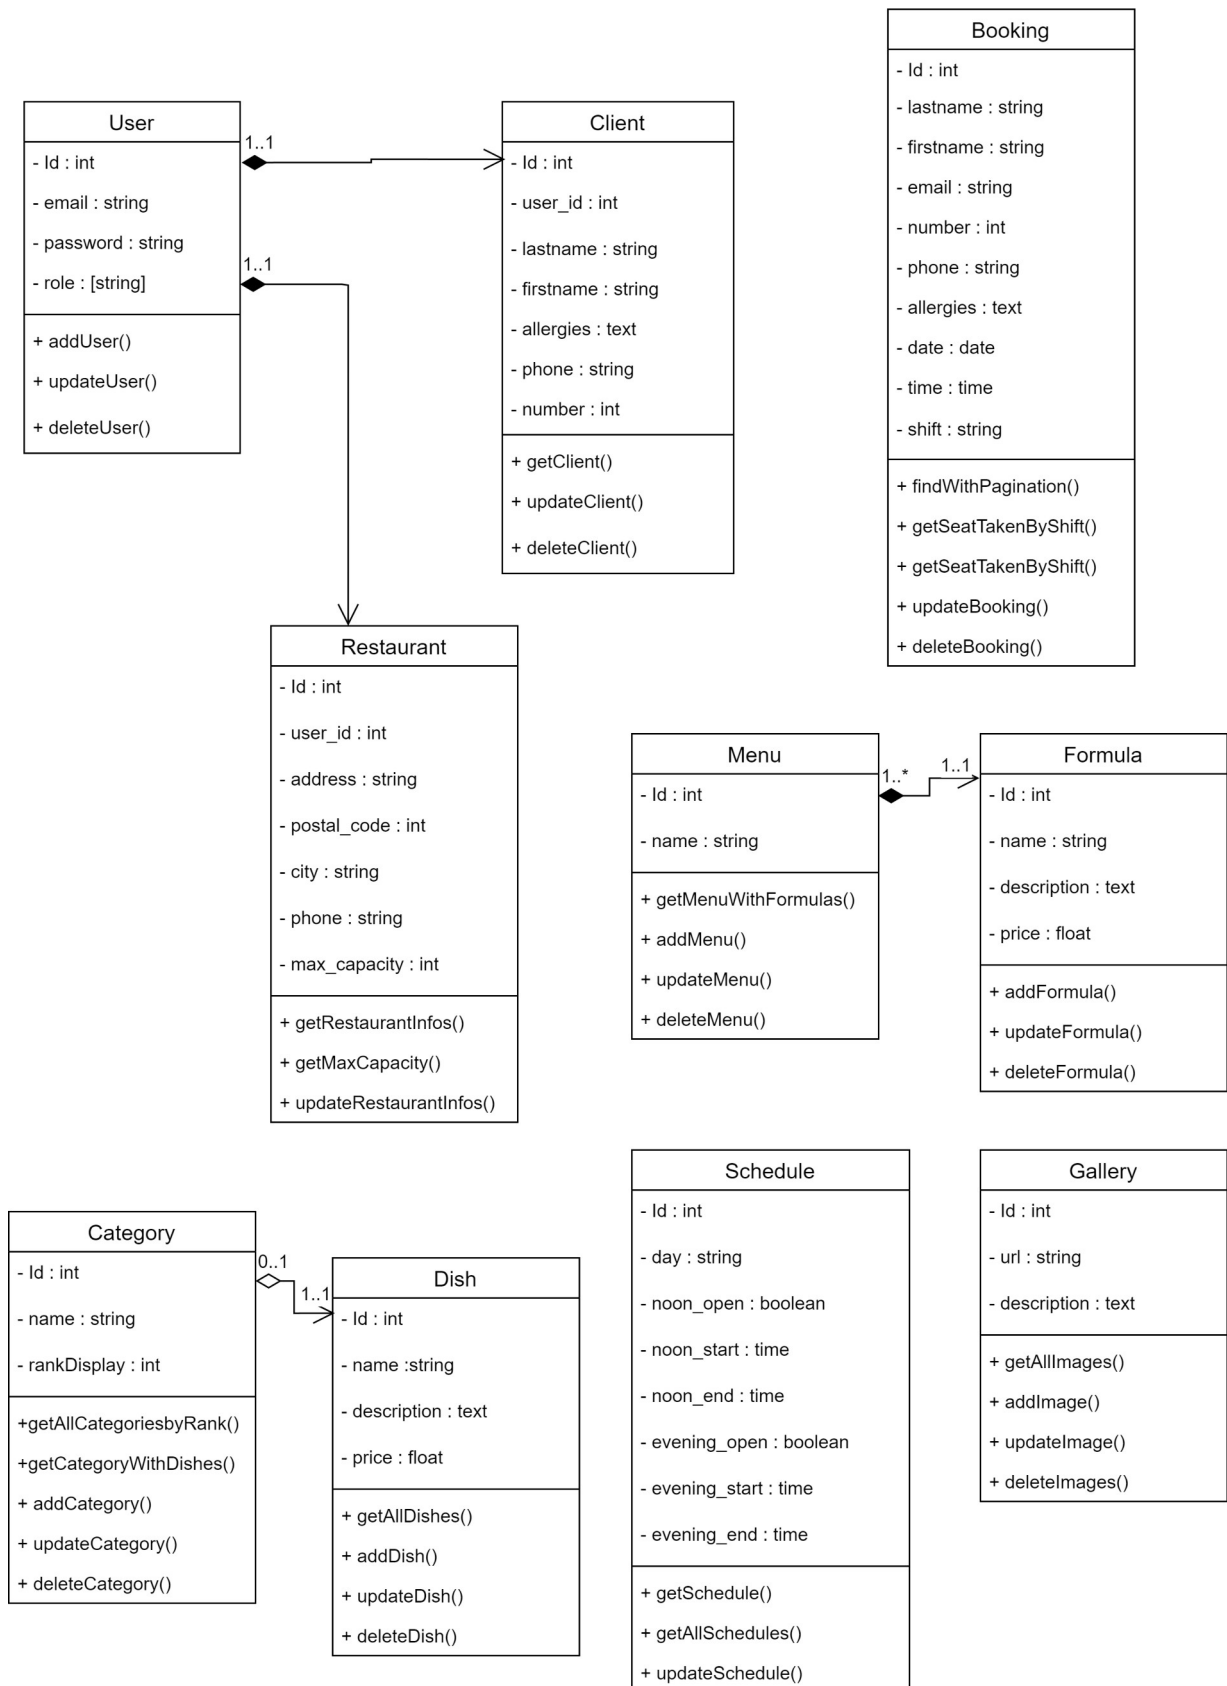 User
- Id : int
- email : string
- password : string
- role : [string]
+ addUser()
+ updateUser()
+ deleteUser()
1..1
1..1
Client
- Id : int
- user_id : int
- lastname : string
- firstname : string
- allergies : text
- phone : string
- number : int
+ getClient()
+ updateClient()
+ deleteClient()
Booking
- Id : int
- lastname : string
- firstname : string
- email : string
- number : int
- phone : string
- allergies : text
- date : date
- time : time
- shift : string
+ findWithPagination()
+ getSeatTakenByShift()
+ getSeatTakenByShift()
+ updateBooking()
+ deleteBooking()
Restaurant
- Id : int
- user_id : int
- address : string
- postal_code : int
- city : string
- phone : string
- max_capacity : int
+ getRestaurantInfos()
+ getMaxCapacity()
+ updateRestaurantInfos()
Menu
- Id : int
- name : string
+ getMenuWithFormulas()
+ addMenu()
+ updateMenu()
+ deleteMenu()
1..*
1..1
Formula
- Id : int
- name : string
- description : text
- price : float
+ addFormula()
+ updateFormula()
+ deleteFormula()
Category
- Id : int
- name : string
- rankDisplay : int
+getAllCategoriesbyRank()
+getCategoryWithDishes()
+ addCategory()
+ updateCategory()
+ deleteCategory()
0..1
1..1
Dish
- Id : int
- name :string
- description : text
- price : float
+ getAllDishes()
+ addDish()
+ updateDish()
+ deleteDish()
Schedule
- Id : int
- day : string
- noon_open : boolean
- noon_start : time
- noon_end : time
- evening_open : boolean
- evening_start : time
- evening_end : time
+ getSchedule()
+ getAllSchedules()
+ updateSchedule()
Gallery
- Id : int
- url : string
- description : text
+ getAllImages()
+ addImage()
+ updateImage()
+ deleteImages()